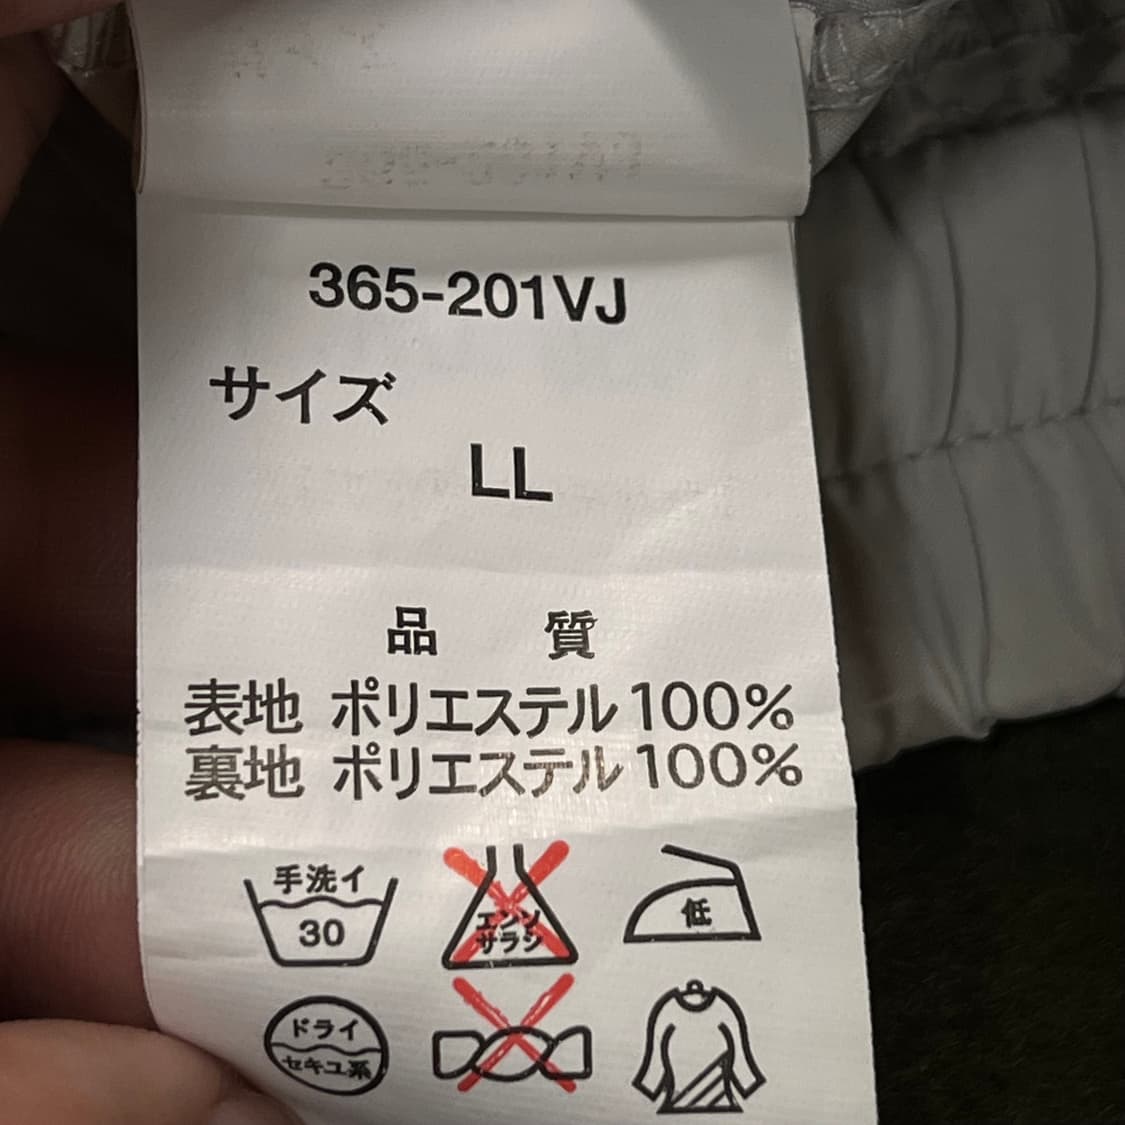 365-201VJ
サイズ
LL
品 質
表地 ポリエステル100%
裏地 ポリエステル100%
手洗イ
30
エンソ
サラシ
低
ドライ
セキユ系